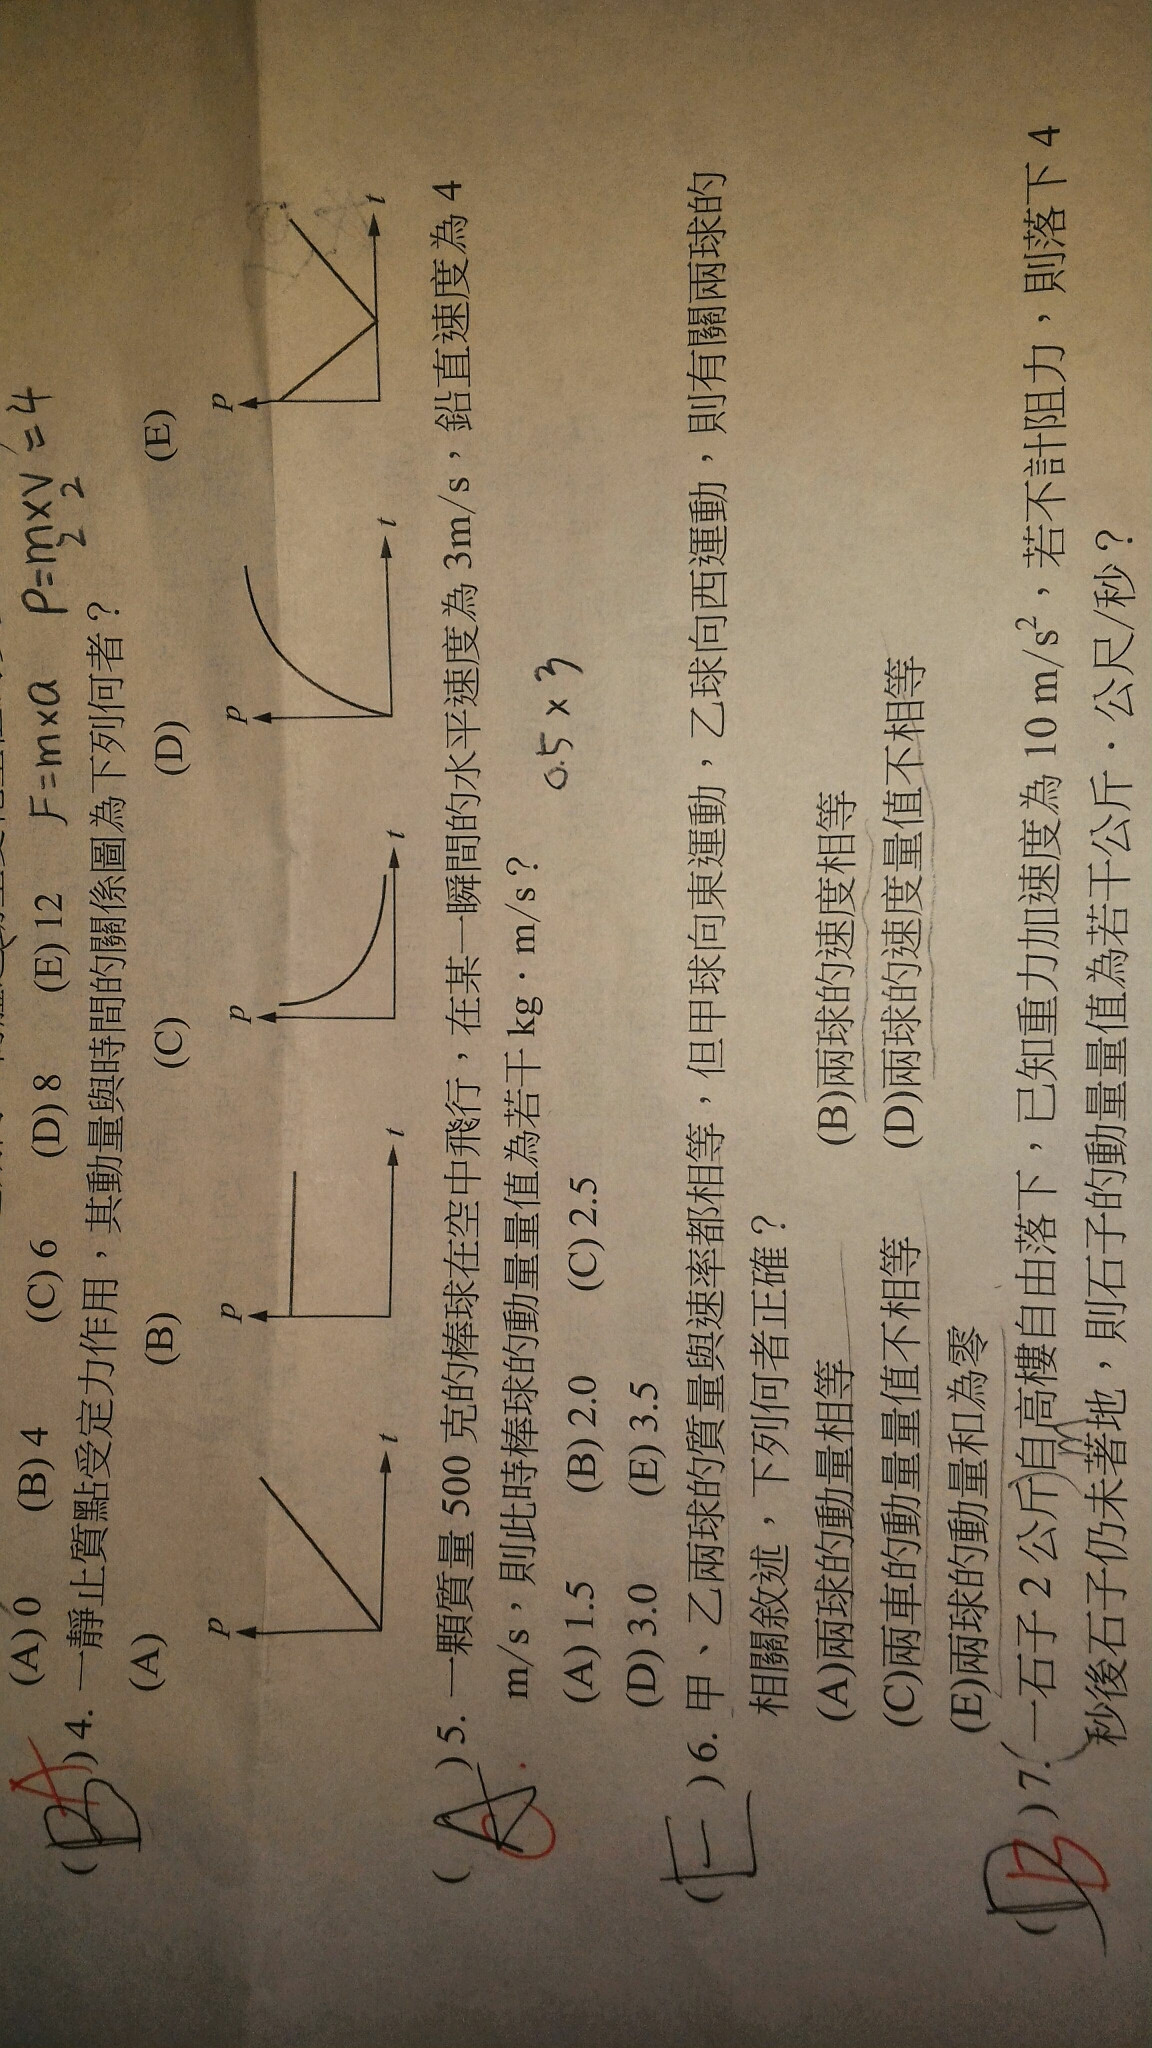 (A) 0 (B) 4 (C) 6 (D) 8 (E) 12 F=m×a P=m×v=4
2 2
(B A) 4. 一靜止質點受定力作用，其動量與時間的關係圖為下列何者？
(A) (B) (C) (D) (E)
p t p t p t p t p t
(A C) 5. 一顆質量 500 克的棒球在空中飛行，在某一瞬間的水平速度為 3m/s，鉛直速度為 4
m/s，則此時棒球的動量量值為若干 kg．m/s？
0.5×3
(A) 1.5 (B) 2.0 (C) 2.5
(D) 3.0 (E) 3.5
(E) 6. 甲、乙兩球的質量與速率都相等，但甲球向東運動，乙球向西運動，則有關兩球的
相關敘述，下列何者正確？
(A)兩球的動量相等 (B)兩球的速度相等
(C)兩車的動量量值不相等 (D)兩球的速度量值不相等
(E)兩球的動量和為零
(D B) 7. 一石子 2 公斤自高樓自由落下，已知重力加速度為 10 m/s²，若不計阻力，則落下 4
m
秒後石子仍未著地，則石子的動量量值為若干公斤．公尺/秒？